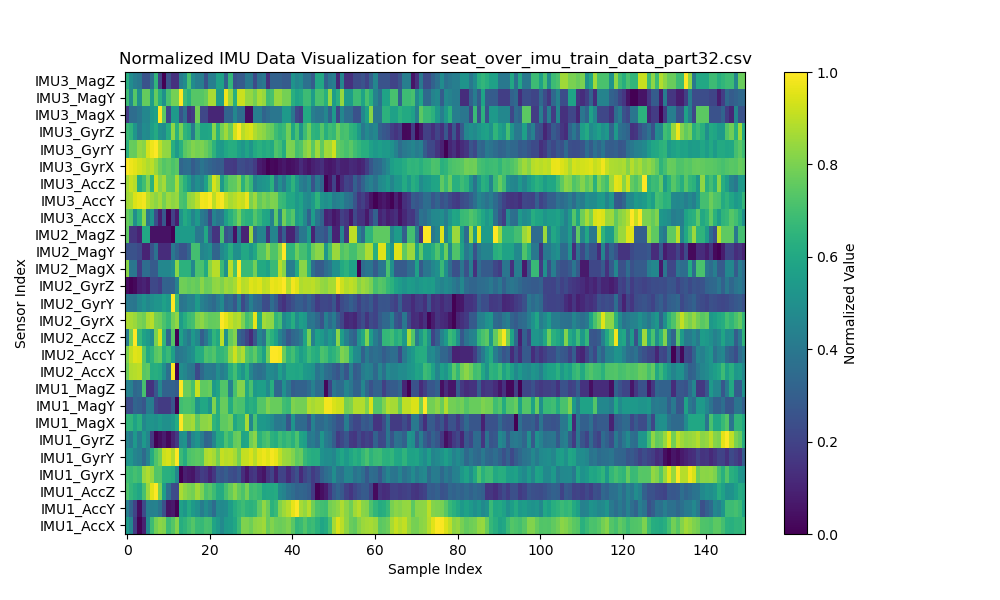 Normalized IMU Data Visualization for seat_over_imu_train_data_part32.csv
IMU3_MagZ
IMU3_MagY
IMU3_MagX
IMU3_GyrZ
IMU3_GyrY
IMU3_GyrX
IMU3_AccZ
IMU3_AccY
IMU3_AccX
IMU2_MagZ
IMU2_MagY
IMU2_MagX
IMU2_GyrZ
IMU2_GyrY
IMU2_GyrX
IMU2_AccZ
IMU2_AccY
IMU2_AccX
IMU1_MagZ
IMU1_MagY
IMU1_MagX
IMU1_GyrZ
IMU1_GyrY
IMU1_GyrX
IMU1_AccZ
IMU1_AccY
IMU1_AccX
Sensor Index
0 20 40 60 80 100 120 140
Sample Index
1.0
0.8
0.6
0.4
0.2
0.0
Normalized Value